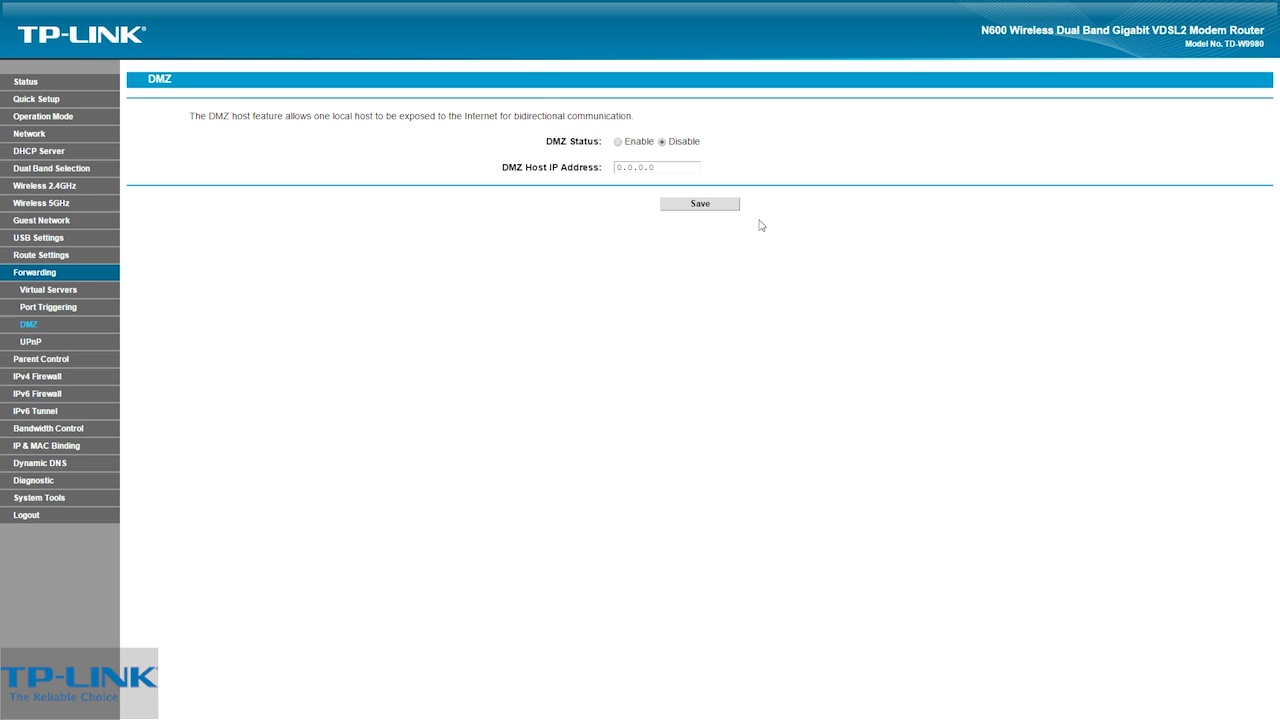 TP-LINK®
N600 Wireless Dual Band Gigabit VDSL2 Modem Router
Model No. TD-W9980
Status
Quick Setup
Operation Mode
Network
DHCP Server
Dual Band Selection
Wireless 2.4GHz
Wireless 5GHz
Guest Network
USB Settings
Route Settings
Forwarding
Virtual Servers
Port Triggering
DMZ
UPnP
Parent Control
IPv4 Firewall
IPv6 Firewall
IPv6 Tunnel
Bandwidth Control
IP & MAC Binding
Dynamic DNS
Diagnostic
System Tools
Logout
DMZ
The DMZ host feature allows one local host to be exposed to the Internet for bidirectional communication.
DMZ Status: Enable Disable
DMZ Host IP Address: 0.0.0.0
Save
TP-LINK
The Reliable Choice